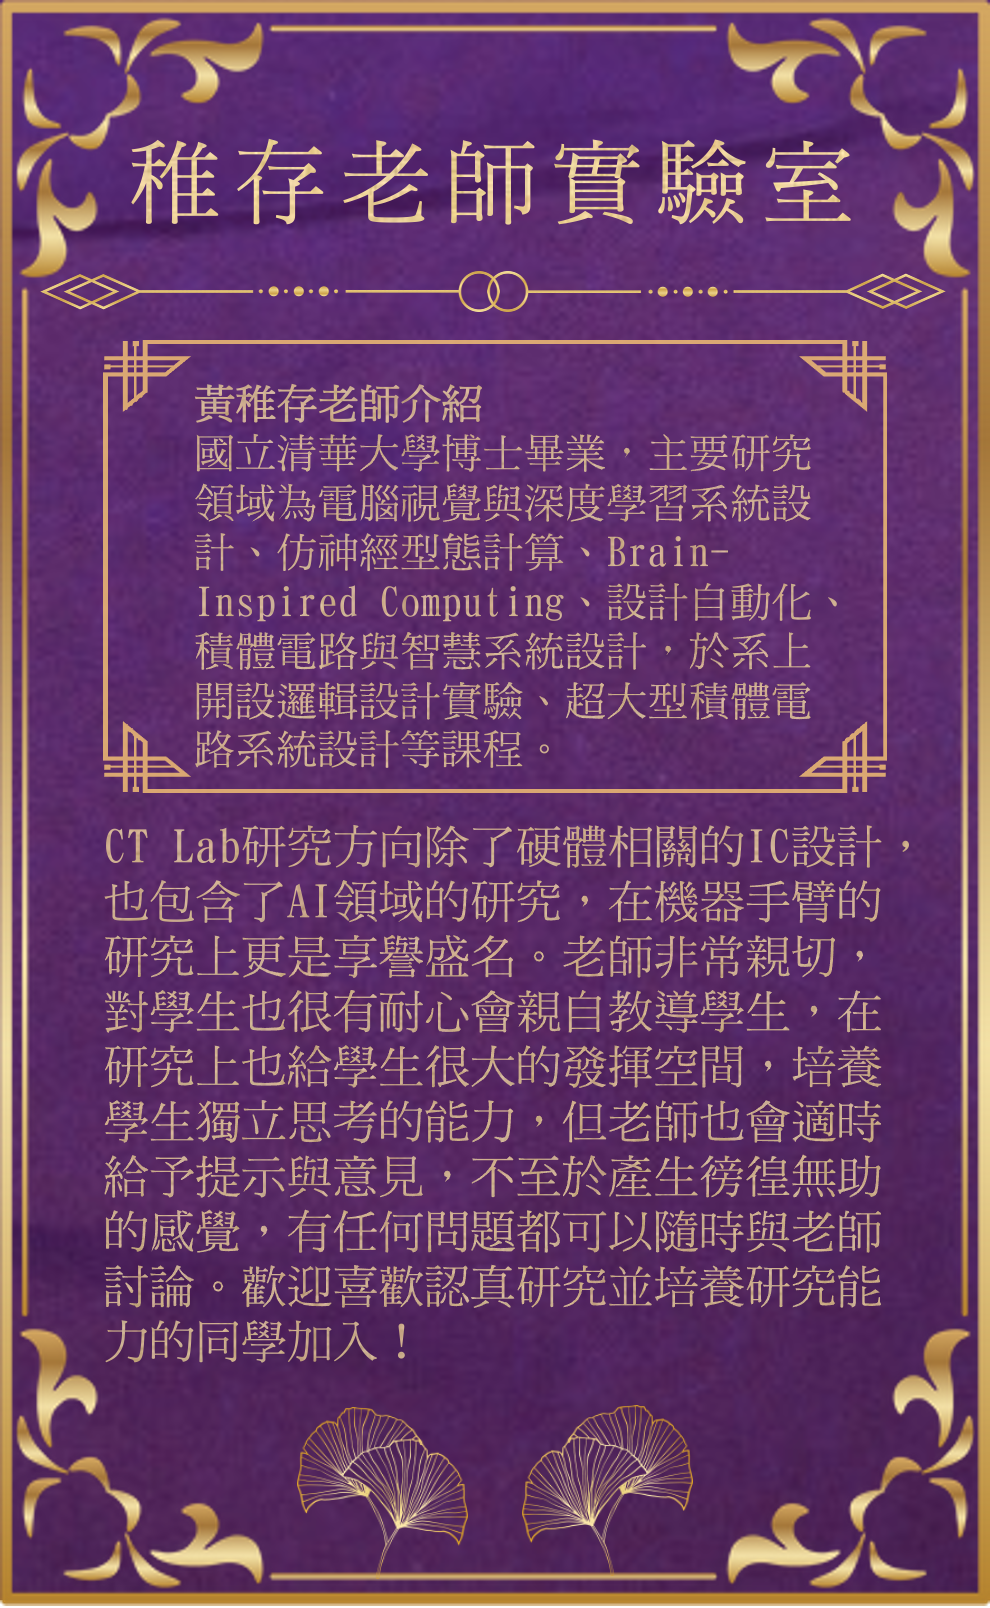 稚存老師實驗室
黃稚存老師介紹
國立清華大學博士畢業，主要研究
領域為電腦視覺與深度學習系統設
計、仿神經型態計算、Brain-
Inspired Computing、設計自動化、
積體電路與智慧系統設計，於系上
開設邏輯設計實驗、超大型積體電
路系統設計等課程。
CT Lab研究方向除了硬體相關的IC設計，
也包含了AI領域的研究，在機器手臂的
研究上更是享譽盛名。老師非常親切，
對學生也很有耐心會親自教導學生，在
研究上也給學生很大的發揮空間，培養
學生獨立思考的能力，但老師也會適時
給予提示與意見，不至於產生徬徨無助
的感覺，有任何問題都可以隨時與老師
討論。歡迎喜歡認真研究並培養研究能
力的同學加入！